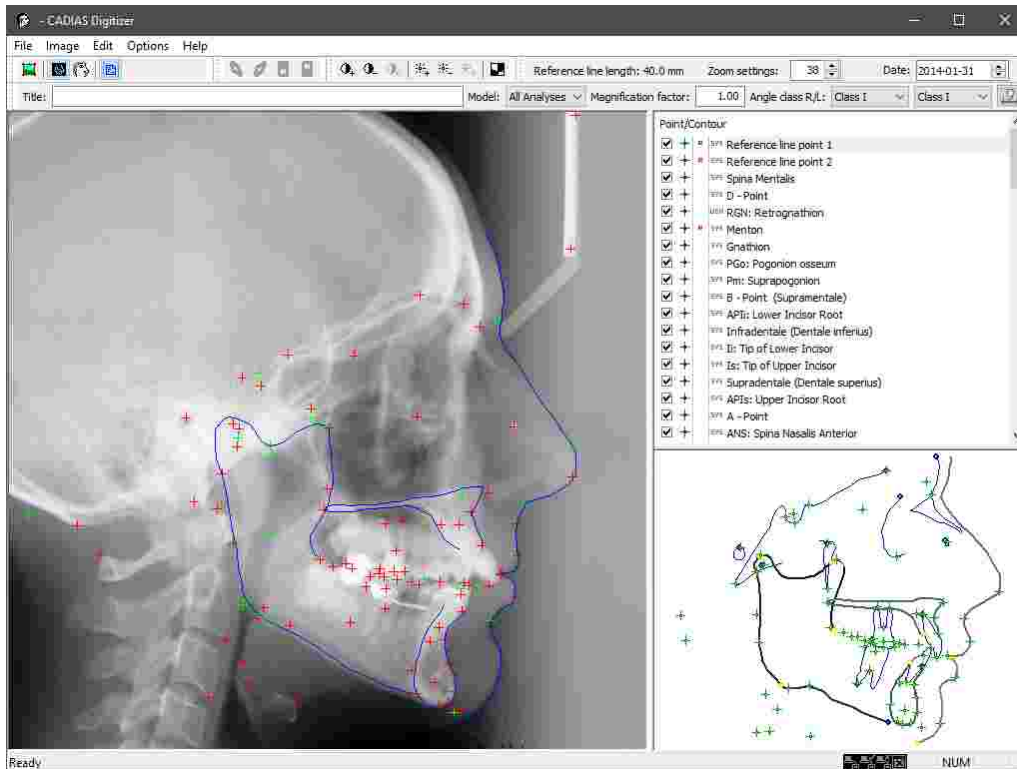 - CADIAS Digitizer
File Image Edit Options Help
Reference line length: 40.0 mm Zoom settings: 38 Date: 2014-01-31
Title: Model: All Analyses Magnification factor: 1.00 Angle class R/L: Class I Class I
Point/Contour
Reference line point 1
Reference line point 2
Spina Mentalis
D - Point
RGN: Retrognathion
Menton
Gnathion
PGo: Pogonion osseum
Pm: Suprapogonion
B - Point (Supramentale)
APIi: Lower Incisor Root
Infradentale (Dentale inferius)
Ii: Tip of Lower Incisor
Is: Tip of Upper Incisor
Supradentale (Dentale superius)
APIs: Upper Incisor Root
A - Point
ANS: Spina Nasalis Anterior
Ready NUM